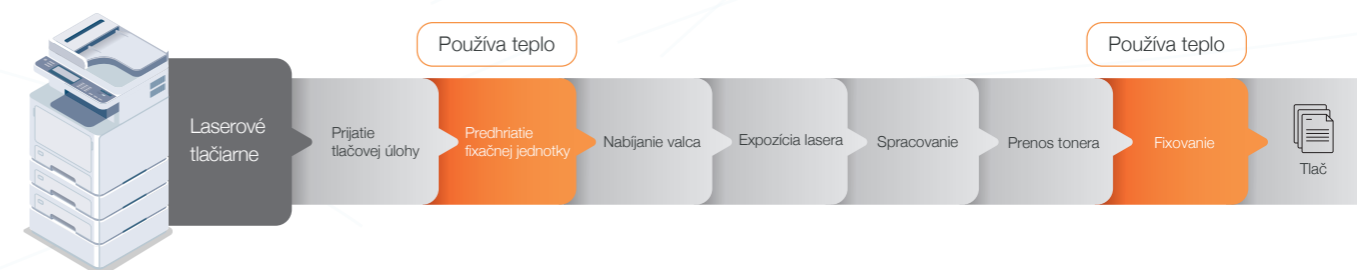 Používa teplo
Používa teplo
Laserové
tlačiarne
Prijatie
tlačovej úlohy
Predhriatie
fixačnej jednotky
Nabíjanie valca
Expozícia lasera
Spracovanie
Prenos tonera
Fixovanie
Tlač